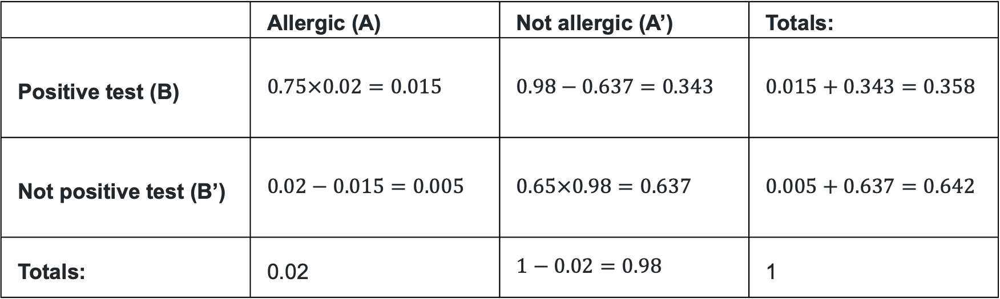 Allergic (A) Not allergic (A’) Totals:
Positive test (B) 0.75×0.02 = 0.015 0.98 − 0.637 = 0.343 0.015 + 0.343 = 0.358
Not positive test (B’) 0.02 − 0.015 = 0.005 0.65×0.98 = 0.637 0.005 + 0.637 = 0.642
Totals: 0.02 1 − 0.02 = 0.98 1